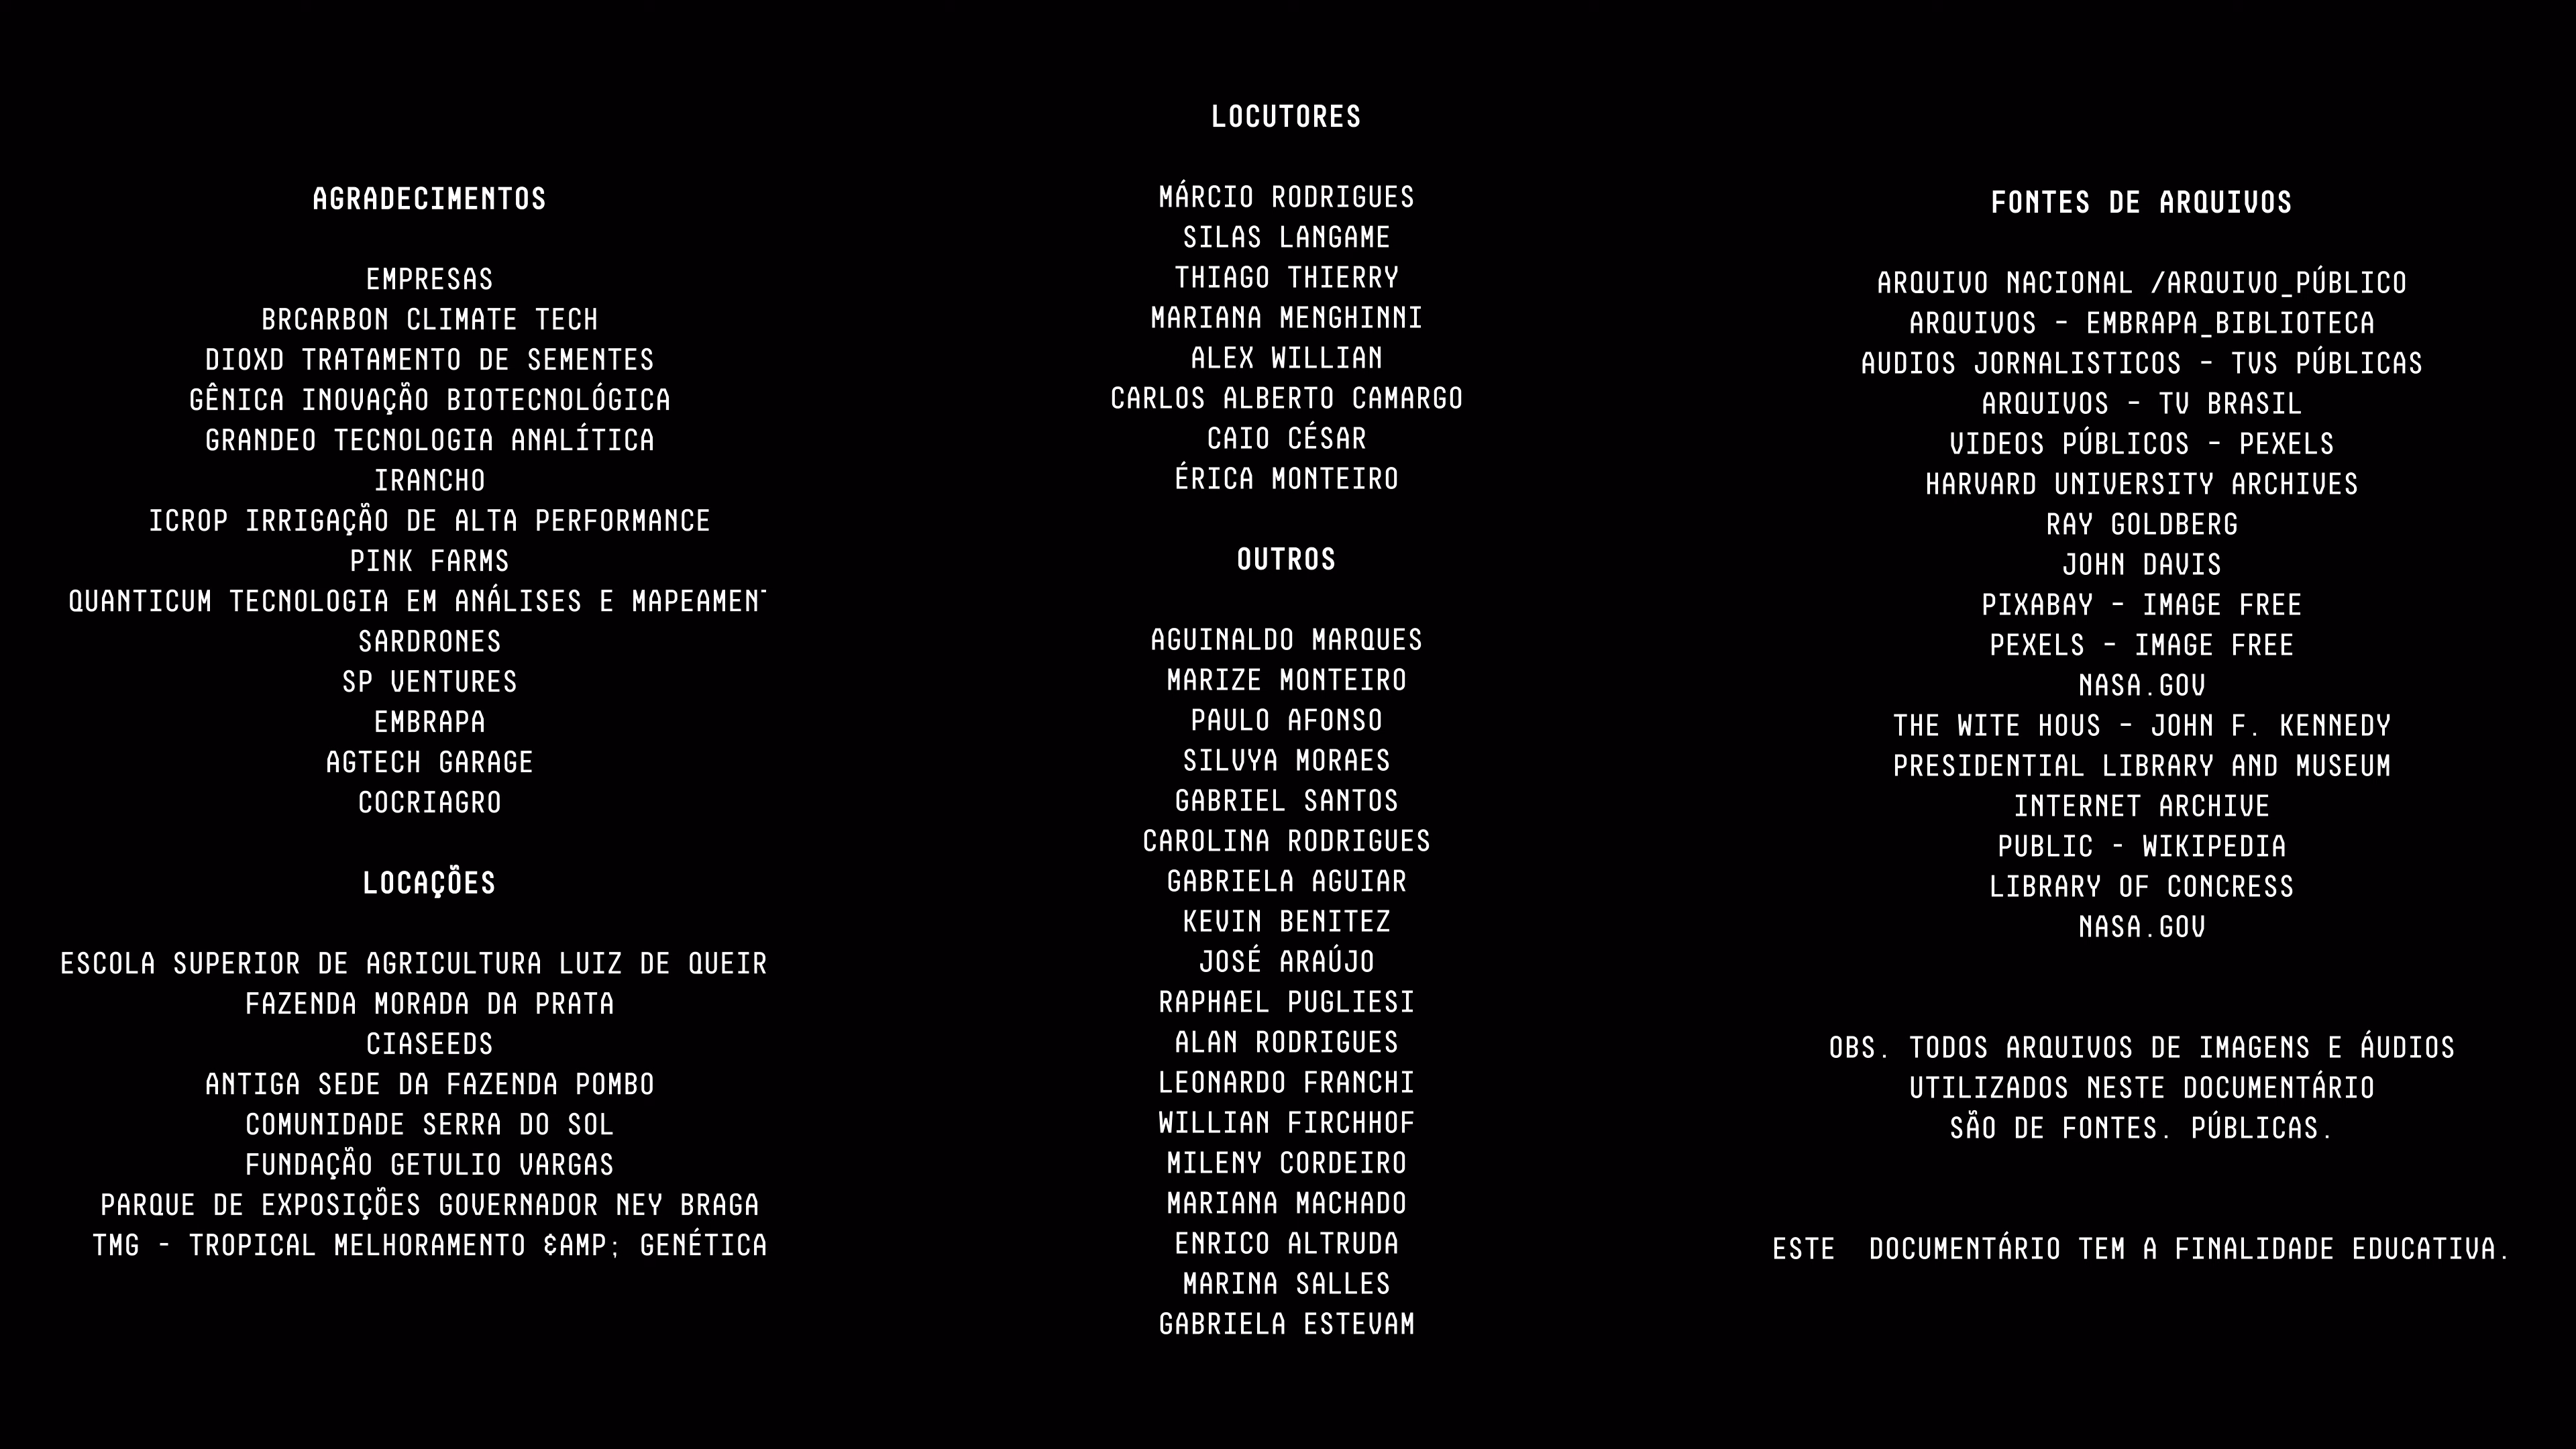 AGRADECIMENTOS
EMPRESAS
BRCARBON CLIMATE TECH
DIOXD TRATAMENTO DE SEMENTES
GÊNICA INOVAÇÃO BIOTECNOLÓGICA
GRANDEO TECNOLOGIA ANALÍTICA
IRANCHO
ICROP IRRIGAÇÃO DE ALTA PERFORMANCE
PINK FARMS
QUANTICUM TECNOLOGIA EM ANÁLISES E MAPEAMENT
SARDRONES
SP VENTURES
EMBRAPA
AGTECH GARAGE
COCRIAGRO
LOCAÇÕES
ESCOLA SUPERIOR DE AGRICULTURA LUIZ DE QUEIR
FAZENDA MORADA DA PRATA
CIASEEDS
ANTIGA SEDE DA FAZENDA POMBO
COMUNIDADE SERRA DO SOL
FUNDAÇÃO GETULIO VARGAS
PARQUE DE EXPOSIÇÕES GOVERNADOR NEY BRAGA
TMG - TROPICAL MELHORAMENTO &AMP; GENÉTICA
LOCUTORES
MÁRCIO RODRIGUES
SILAS LANGAME
THIAGO THIERRY
MARIANA MENGHINNI
ALEX WILLIAN
CARLOS ALBERTO CAMARGO
CAIO CÉSAR
ÉRICA MONTEIRO
OUTROS
AGUINALDO MARQUES
MARIZE MONTEIRO
PAULO AFONSO
SILVYA MORAES
GABRIEL SANTOS
CAROLINA RODRIGUES
GABRIELA AGUIAR
KEVIN BENITEZ
JOSÉ ARAÚJO
RAPHAEL PUGLIESI
ALAN RODRIGUES
LEONARDO FRANCHI
WILLIAN FIRCHHOF
MILENY CORDEIRO
MARIANA MACHADO
ENRICO ALTRUDA
MARINA SALLES
GABRIELA ESTEVAM
FONTES DE ARQUIVOS
ARQUIVO NACIONAL /ARQUIVO_PÚBLICO
ARQUIVOS - EMBRAPA_BIBLIOTECA
AUDIOS JORNALISTICOS - TVS PÚBLICAS
ARQUIVOS - TV BRASIL
VIDEOS PÚBLICOS - PEXELS
HARVARD UNIVERSITY ARCHIVES
RAY GOLDBERG
JOHN DAVIS
PIXABAY - IMAGE FREE
PEXELS - IMAGE FREE
NASA.GOV
THE WITE HOUS - JOHN F. KENNEDY
PRESIDENTIAL LIBRARY AND MUSEUM
INTERNET ARCHIVE
PUBLIC - WIKIPEDIA
LIBRARY OF CONCRESS
NASA.GOV
OBS. TODOS ARQUIVOS DE IMAGENS E ÁUDIOS
UTILIZADOS NESTE DOCUMENTÁRIO
SÃO DE FONTES. PÚBLICAS.
ESTE  DOCUMENTÁRIO TEM A FINALIDADE EDUCATIVA.